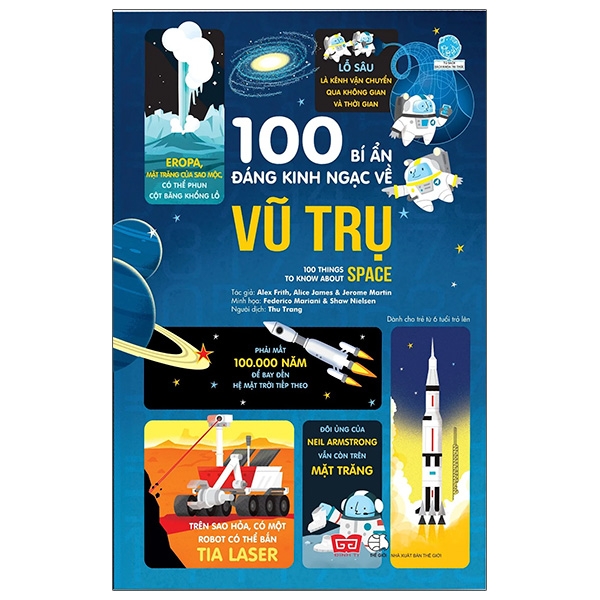 LỖ SÂU
LÀ KÊNH VẬN CHUYỂN
QUA KHÔNG GIAN
VÀ THỜI GIAN
EROPA,
MẶT TRĂNG CỦA SAO MỘC,
CÓ THỂ PHUN
CỘT BĂNG KHỔNG LỒ
100 BÍ ẨN
ĐÁNG KINH NGẠC VỀ
VŨ TRỤ
100 THINGS
TO KNOW ABOUT SPACE
Tác giả: Alex Frith, Alice James & Jerome Martin
Minh họa: Federico Mariani & Shaw Nielsen
Người dịch: Thu Trang
Dành cho trẻ từ 6 tuổi trở lên
PHẢI MẤT
100.000 NĂM
ĐỂ BAY ĐẾN
HỆ MẶT TRỜI TIẾP THEO
ĐÔI ỦNG CỦA
NEIL ARMSTRONG
VẪN CÒN TRÊN
MẶT TRĂNG
TRÊN SAO HỎA, CÓ MỘT
ROBOT CÓ THỂ BẮN
TIA LASER
THẾ GIỚI
NHÀ XUẤT BẢN THẾ GIỚI